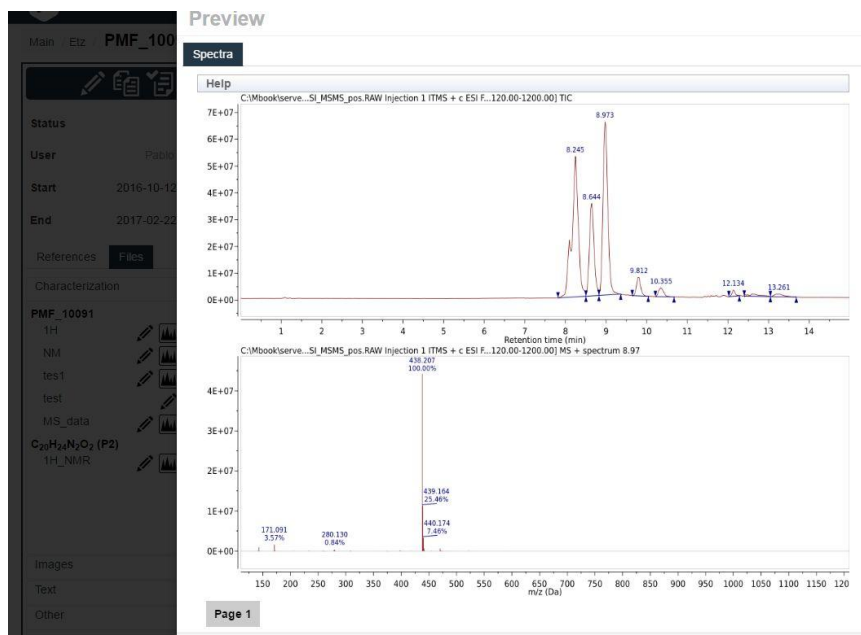 Preview
Main / Etz / PMF_100
Spectra
Status
User Pablo
Start 2016-10-12
End 2017-02-22
References Files
Characterization
PMF_10091
1H
NM
tes1
test
MS_data
C₂₀H₂₄N₂O₂ (P2)
1H_NMR
Images
Text
Other
Help
C:\Mbook\serve...SI_MSMS_pos.RAW Injection 1 ITMS + c ESI F...120.00-1200.00] TIC
7E+07
6E+07
5E+07
4E+07
3E+07
2E+07
1E+07
0E+00
8.245
8.644
8.973
9.812
10.355
12.134
13.261
1 2 3 4 5 6 7 8 9 10 11 12 13 14
Retention time (min)
C:\Mbook\serve...SI_MSMS_pos.RAW Injection 1 ITMS + c ESI F...120.00-1200.00] MS + spectrum 8.97
438.207
100.00%
4E+07
3E+07
2E+07
1E+07
0E+00
439.164
25.46%
440.174
7.46%
171.091
3.57%
280.130
0.84%
150 200 250 300 350 400 450 500 550 600 650 700 750 800 850 900 950 1000 1050 1100 1150 120
m/z (Da)
Page 1